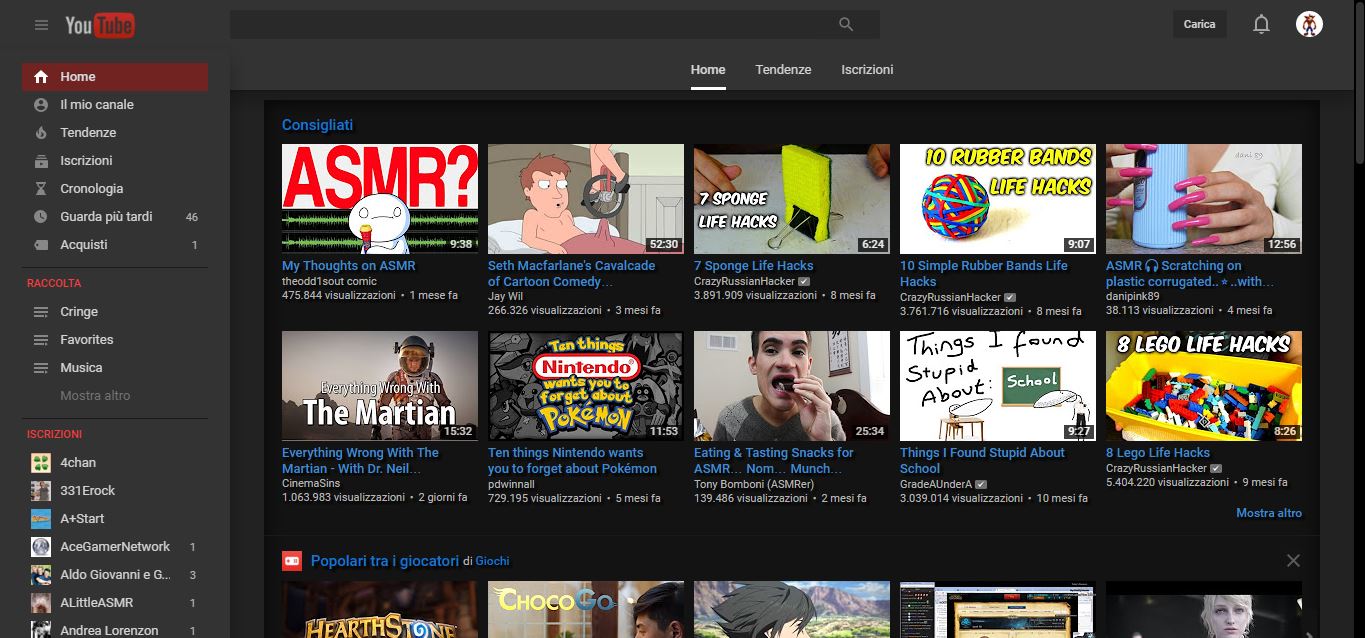 YouTube
Carica
Home
Tendenze
Iscrizioni
Home
Il mio canale
Tendenze
Iscrizioni
Cronologia
Guarda più tardi 46
Acquisti 1
RACCOLTA
Cringe
Favorites
Musica
Mostra altro
ISCRIZIONI
4chan
331Erock
A+Start
AceGamerNetwork 1
Aldo Giovanni e G... 3
ALittleASMR 1
Andrea Lorenzon 1
Consigliati
ASMR?
9:38
My Thoughts on ASMR
theodd1sout comic
475.844 visualizzazioni • 1 mese fa
52:30
Seth Macfarlane's Cavalcade
of Cartoon Comedy…
Jay Wil
266.326 visualizzazioni • 3 mesi fa
7 SPONGE
LIFE HACKS
6:24
7 Sponge Life Hacks
CrazyRussianHacker
3.891.909 visualizzazioni • 8 mesi fa
10 RUBBER BANDS
LIFE HACKS
9:07
10 Simple Rubber Bands Life
Hacks
CrazyRussianHacker
3.761.716 visualizzazioni • 8 mesi fa
dani 89
12:56
ASMR 🎧 Scratching on
plastic corrugated..⭐..with…
danipink89
38.113 visualizzazioni • 4 mesi fa
Everything Wrong With
The Martian
15:32
Everything Wrong With The
Martian - With Dr. Neil…
CinemaSins
1.063.983 visualizzazioni • 2 giorni fa
Ten things
Nintendo
wants you to
forget about
POKéMON
11:53
Ten things Nintendo wants
you to forget about Pokémon
pdwinnall
729.195 visualizzazioni • 5 mesi fa
25:34
Eating & Tasting Snacks for
ASMR… Nom… Munch…
Tony Bomboni (ASMRer)
139.486 visualizzazioni • 2 mesi fa
Things I found
Stupid
About:
School
9:27
Things I Found Stupid About
School
GradeAUnderA
3.039.014 visualizzazioni • 10 mesi fa
8 LEGO LIFE HACKS
8:26
8 Lego Life Hacks
CrazyRussianHacker
5.404.220 visualizzazioni • 9 mesi fa
Mostra altro
Popolari tra i giocatori di Giochi
HEARTHSTONE
CHOCOGO